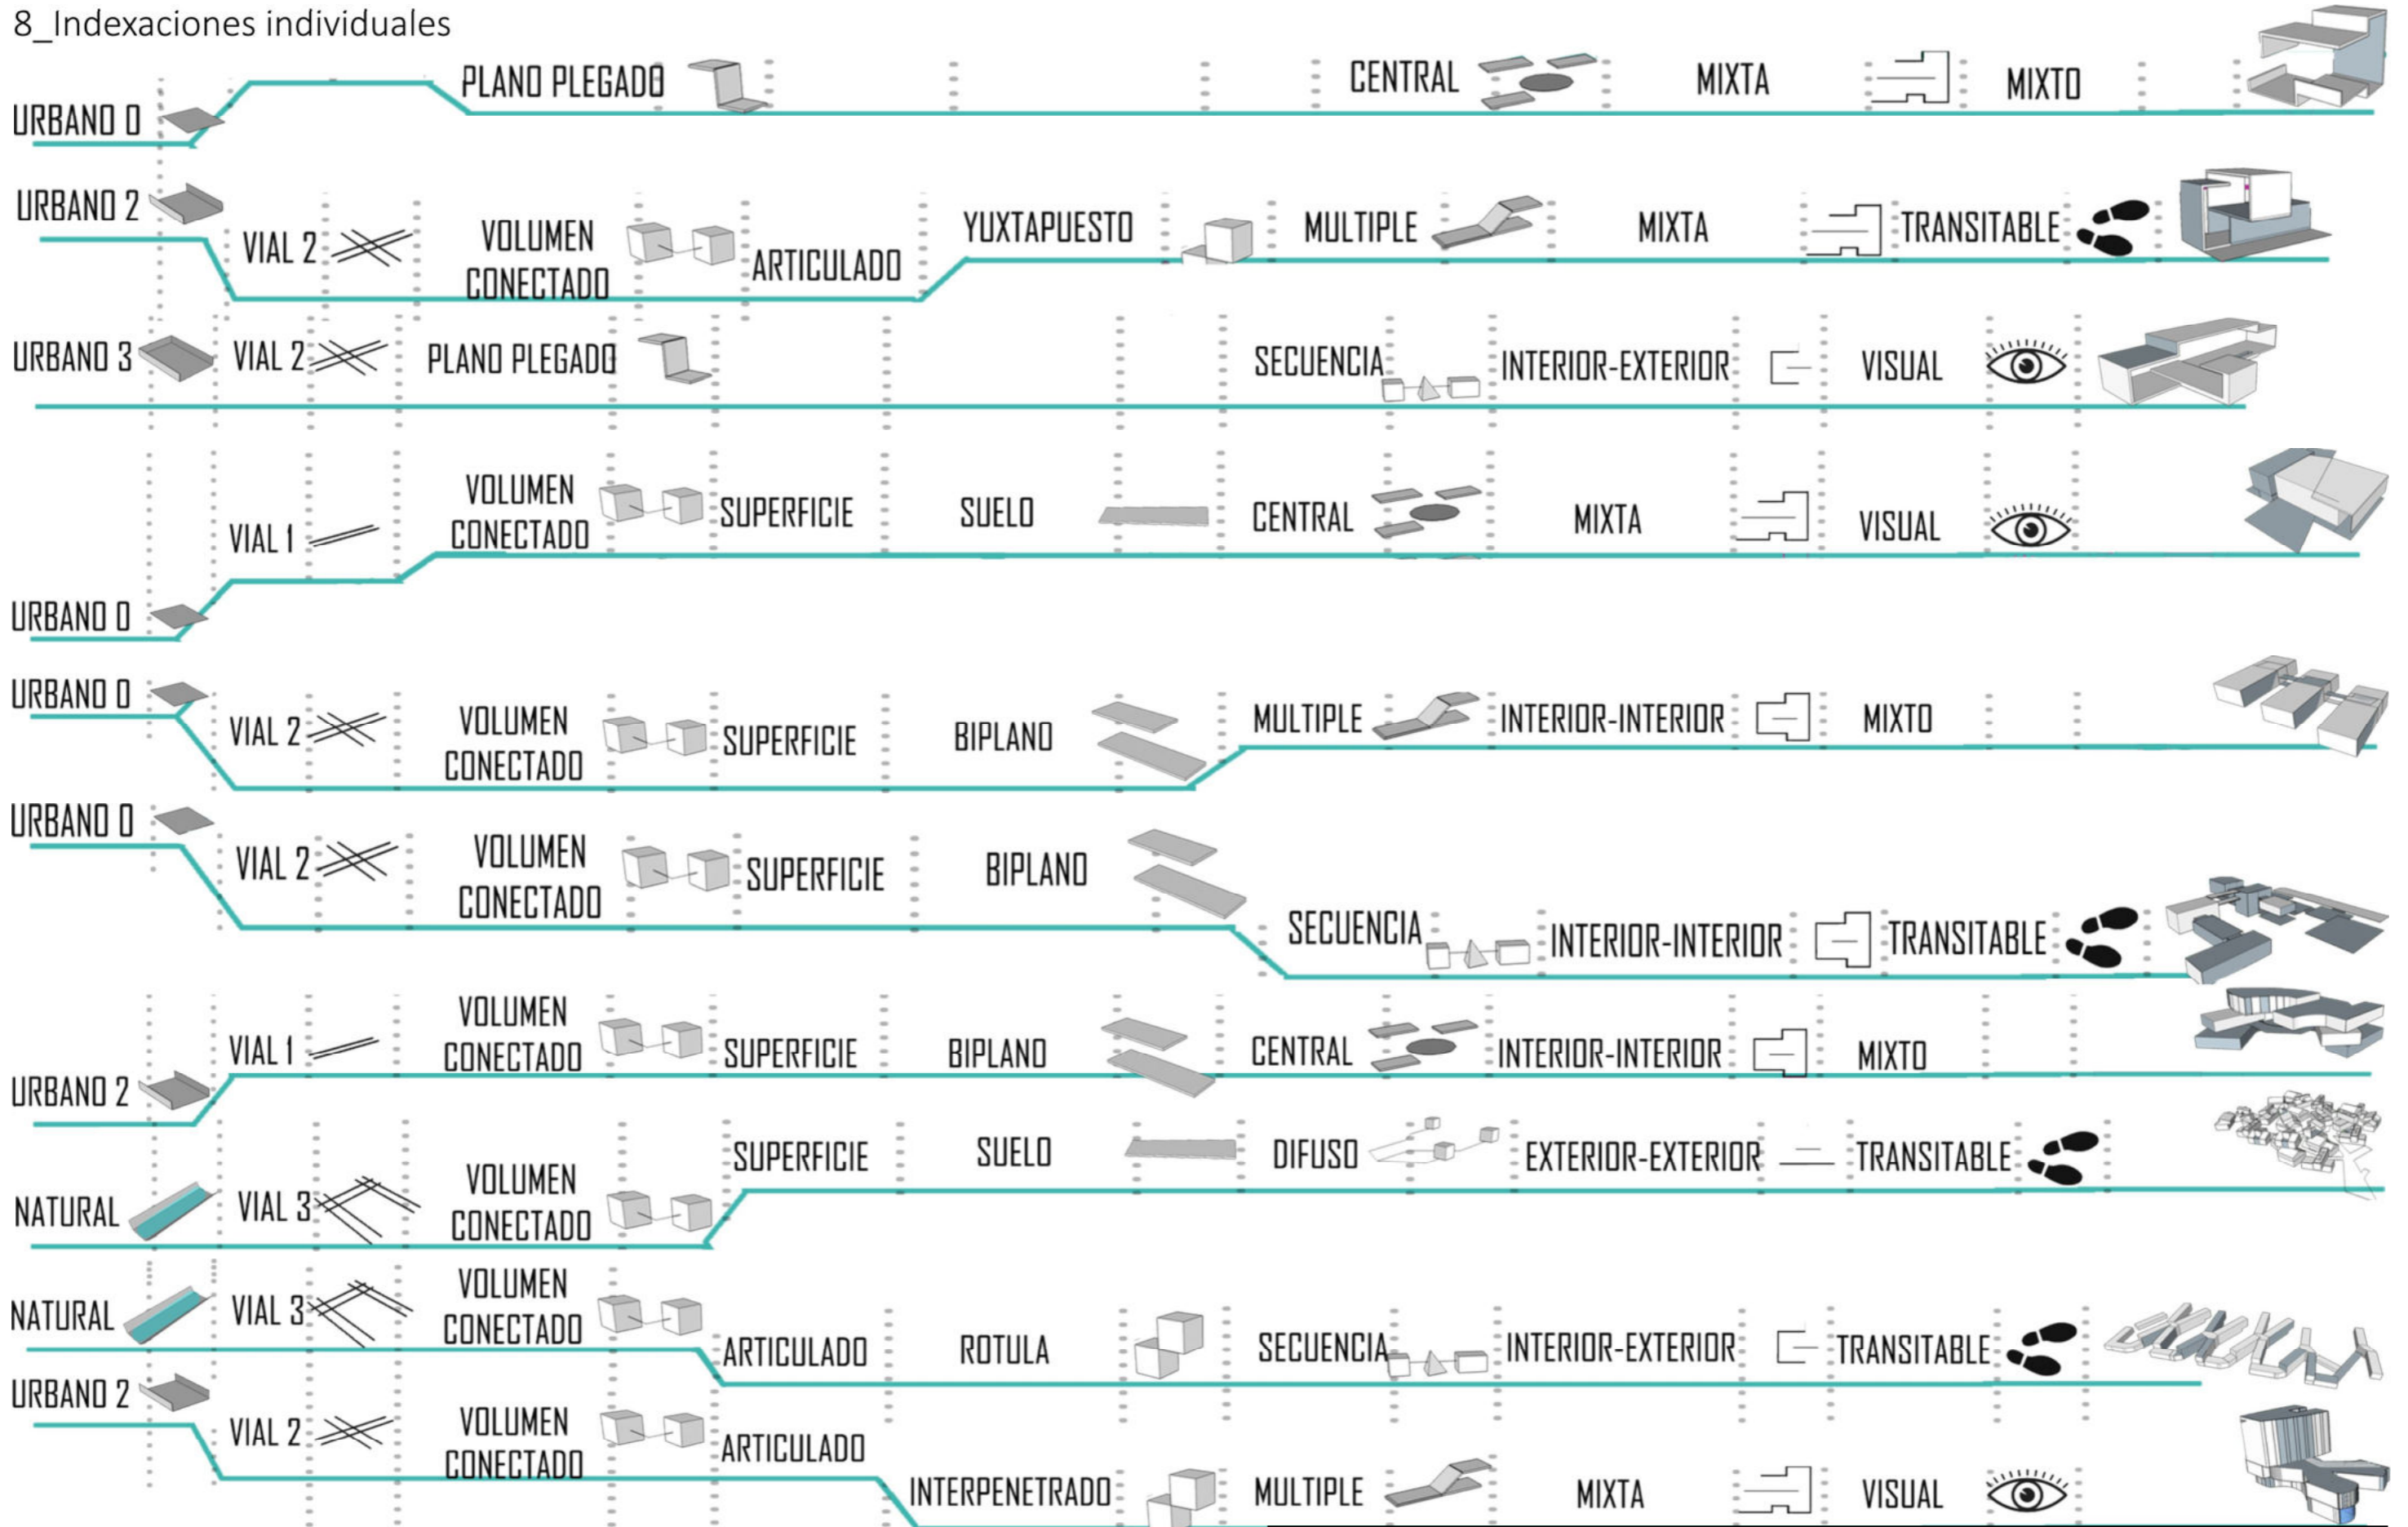 8_Indexaciones individuales
URBANO 0 PLANO PLEGADO CENTRAL MIXTA MIXTO
URBANO 2 VIAL 2 VOLUMEN CONECTADO ARTICULADO YUXTAPUESTO MULTIPLE MIXTA TRANSITABLE
URBANO 3 VIAL 2 PLANO PLEGADO SECUENCIA INTERIOR-EXTERIOR VISUAL
URBANO 0 VIAL 1 VOLUMEN CONECTADO SUPERFICIE SUELO CENTRAL MIXTA VISUAL
URBANO 0 VIAL 2 VOLUMEN CONECTADO SUPERFICIE BIPLANO MULTIPLE INTERIOR-INTERIOR MIXTO
URBANO 0 VIAL 2 VOLUMEN CONECTADO SUPERFICIE BIPLANO SECUENCIA INTERIOR-INTERIOR TRANSITABLE
URBANO 2 VIAL 1 VOLUMEN CONECTADO SUPERFICIE BIPLANO CENTRAL INTERIOR-INTERIOR MIXTO
NATURAL VIAL 3 VOLUMEN CONECTADO SUPERFICIE SUELO DIFUSO EXTERIOR-EXTERIOR TRANSITABLE
NATURAL VIAL 3 VOLUMEN CONECTADO ARTICULADO ROTULA SECUENCIA INTERIOR-EXTERIOR TRANSITABLE
URBANO 2 VIAL 2 VOLUMEN CONECTADO ARTICULADO INTERPENETRADO MULTIPLE MIXTA VISUAL